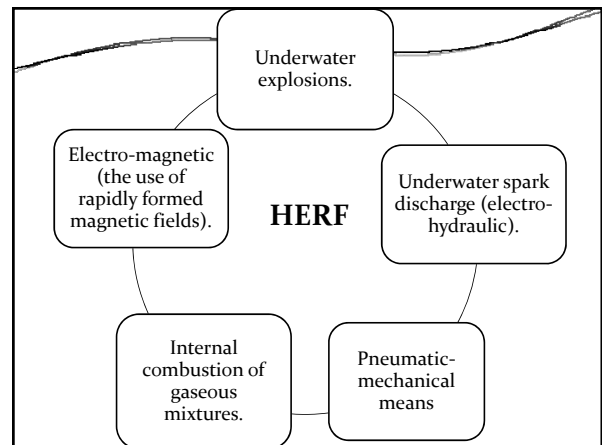 Underwater
explosions.
Electro-magnetic
(the use of
rapidly formed
magnetic fields).
HERF
Underwater spark
discharge (electro-
hydraulic).
Internal
combustion of
gaseous
mixtures.
Pneumatic-
mechanical
means